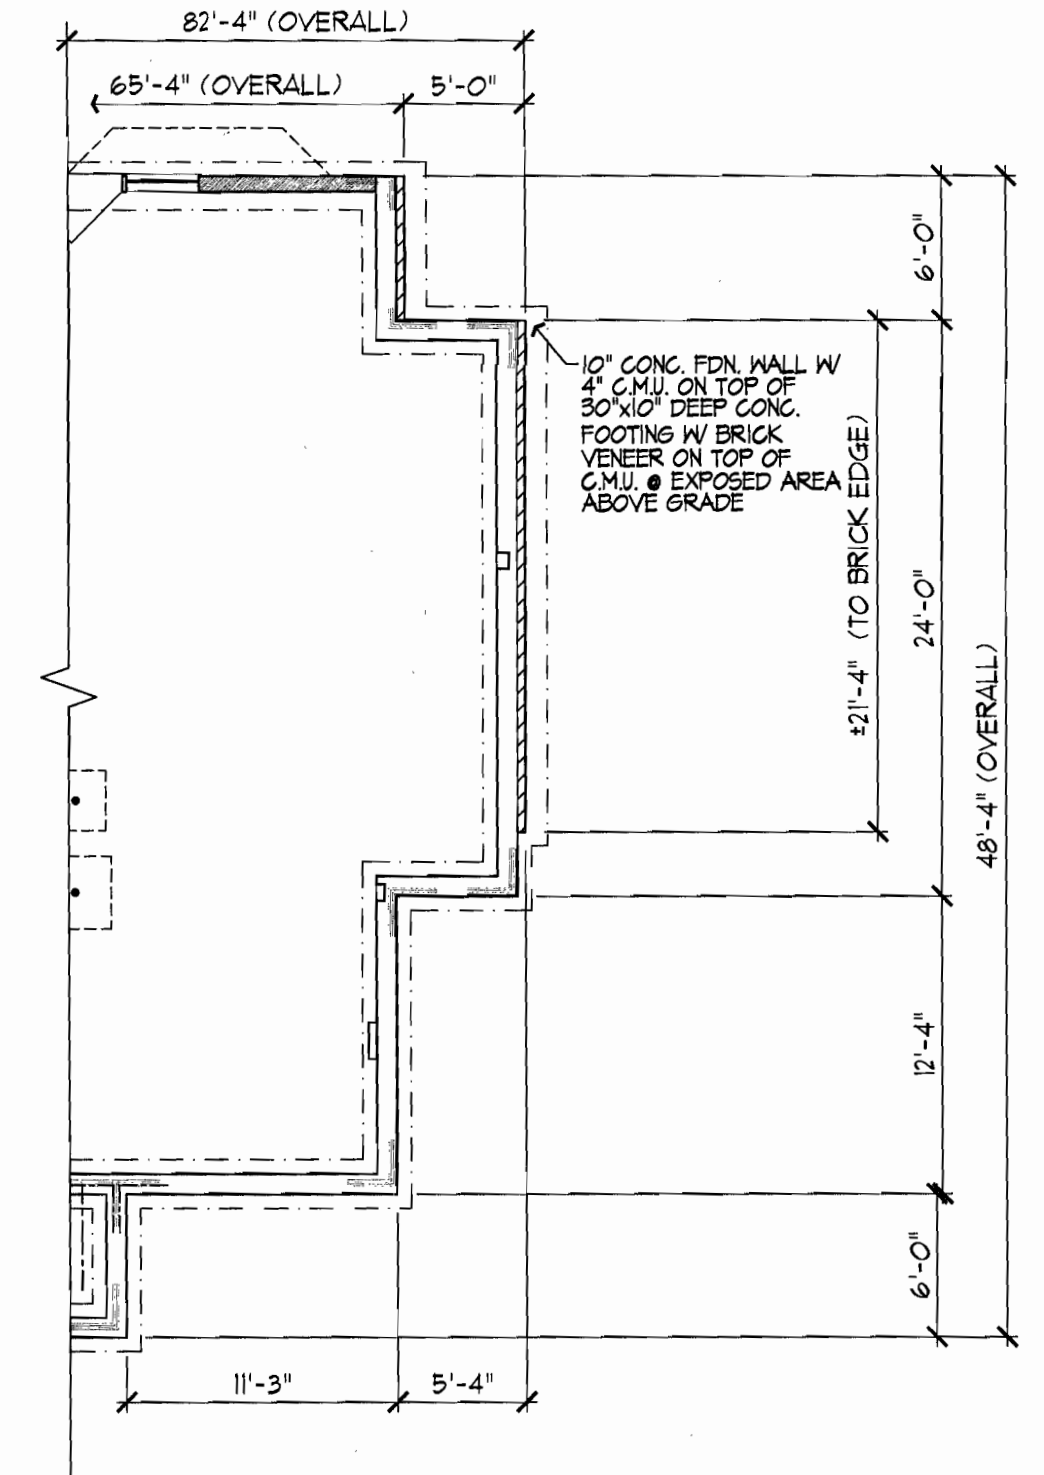 82'-4" (OVERALL)
65'-4" (OVERALL)
5'-0"
6'-0"
10" CONC. FDN. WALL W/
4" C.M.U. ON TOP OF
30"x10" DEEP CONC.
FOOTING W/ BRICK
VENEER ON TOP OF
C.M.U. @ EXPOSED AREA
ABOVE GRADE
±21'-4" (TO BRICK EDGE)
24'-0"
48'-4" (OVERALL)
12'-4"
6'-0"
11'-3"
5'-4"